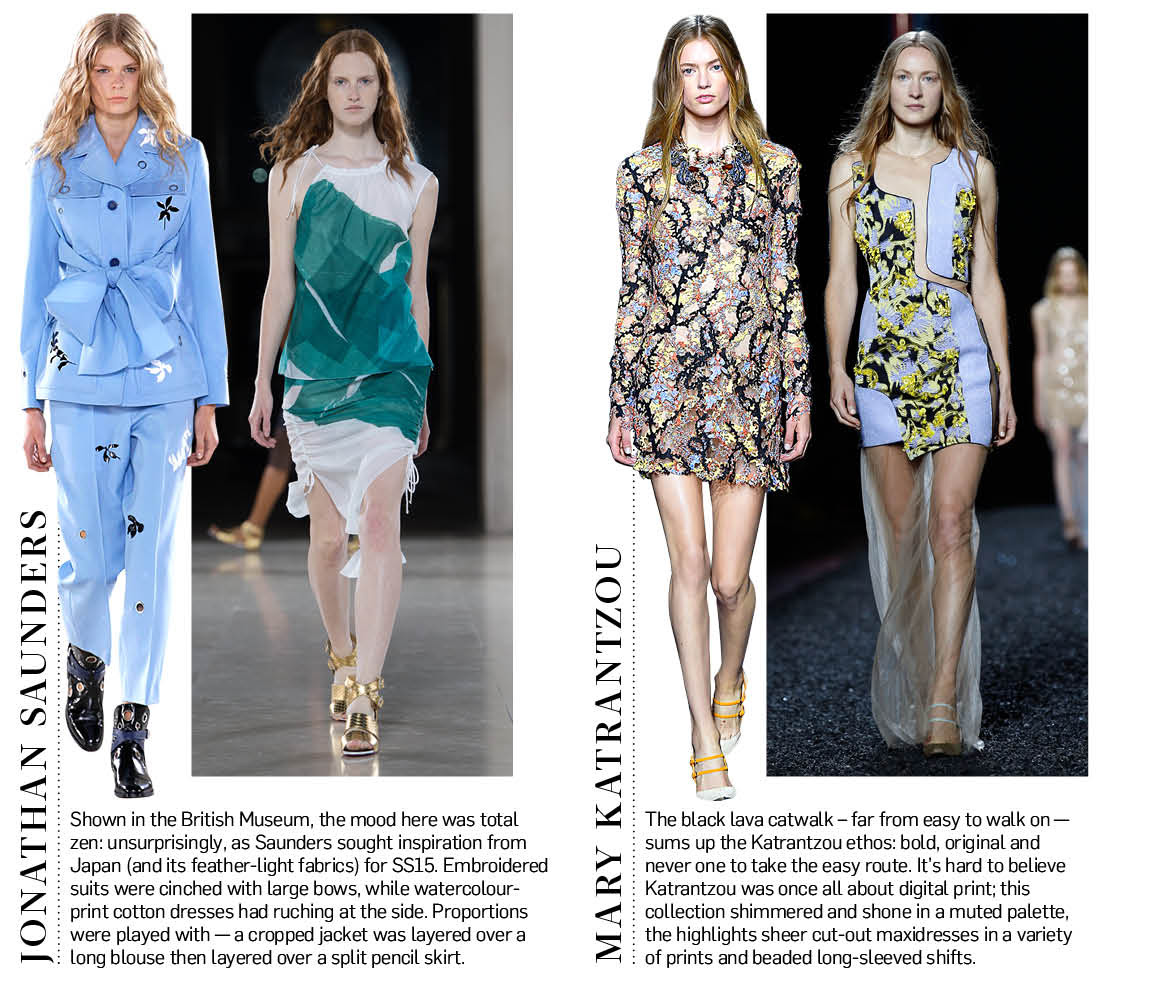 JONATHAN SAUNDERS
Shown in the British Museum, the mood here was total
zen: unsurprisingly, as Saunders sought inspiration from
Japan (and its feather-light fabrics) for SS15. Embroidered
suits were cinched with large bows, while watercolour-
print cotton dresses had ruching at the side. Proportions
were played with — a cropped jacket was layered over a
long blouse then layered over a split pencil skirt.
MARY KATRANTZOU
The black lava catwalk – far from easy to walk on —
sums up the Katrantzou ethos: bold, original and
never one to take the easy route. It's hard to believe
Katrantzou was once all about digital print; this
collection shimmered and shone in a muted palette,
the highlights sheer cut-out maxidresses in a variety
of prints and beaded long-sleeved shifts.